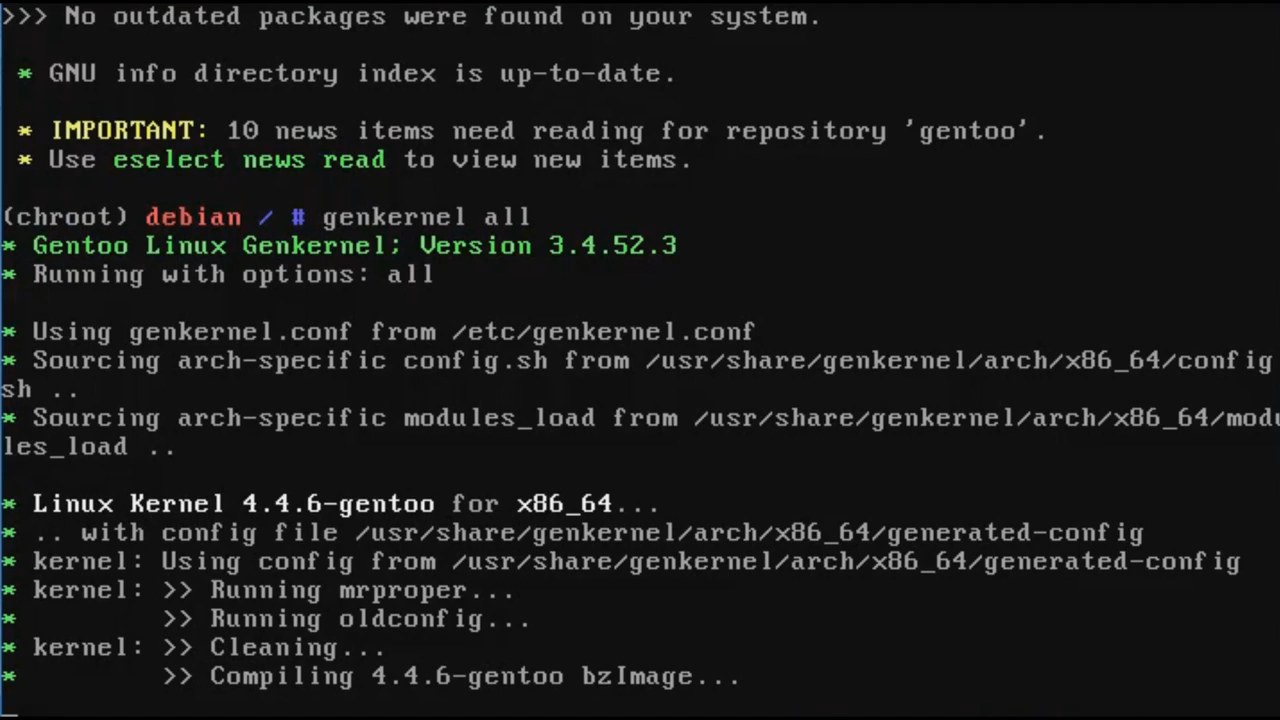 >>> No outdated packages were found on your system.
* GNU info directory index is up-to-date.
* IMPORTANT: 10 news items need reading for repository 'gentoo'.
* Use eselect news read to view new items.
(chroot) debian / # genkernel all
* Gentoo Linux Genkernel; Version 3.4.52.3
* Running with options: all
* Using genkernel.conf from /etc/genkernel.conf
* Sourcing arch-specific config.sh from /usr/share/genkernel/arch/x86_64/config
sh ..
* Sourcing arch-specific modules_load from /usr/share/genkernel/arch/x86_64/modu
les_load ..
* Linux Kernel 4.4.6-gentoo for x86_64...
* .. with config file /usr/share/genkernel/arch/x86_64/generated-config
* kernel: Using config from /usr/share/genkernel/arch/x86_64/generated-config
* kernel: >> Running mrproper...
* >> Running oldconfig...
* kernel: >> Cleaning...
* >> Compiling 4.4.6-gentoo bzImage...